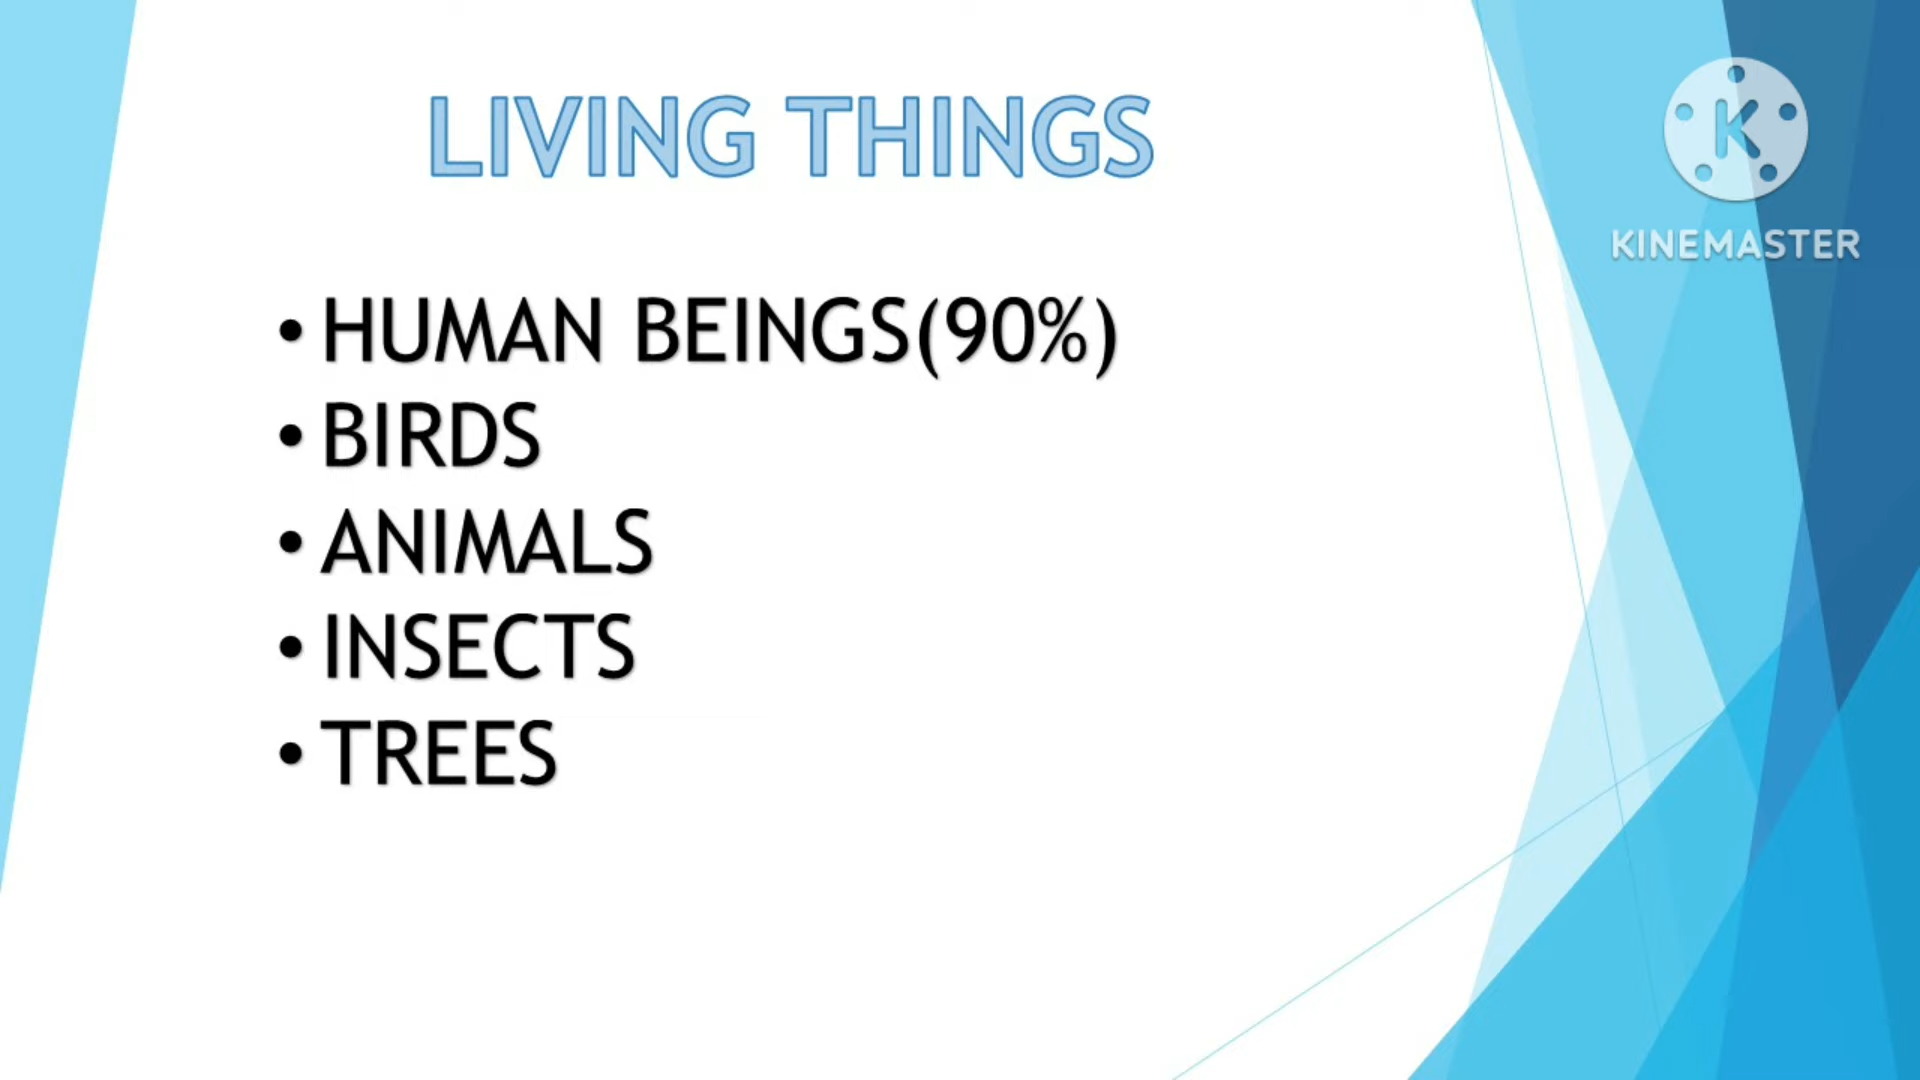 LIVING THINGS
KINEMASTER
• HUMAN BEINGS(90%)
• BIRDS
• ANIMALS
• INSECTS
• TREES